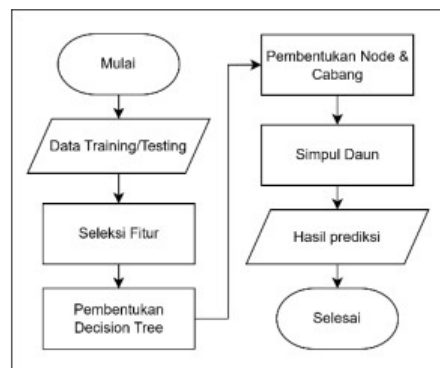 Mulai
Data Training/Testing
Seleksi Fitur
Pembentukan
Decision Tree
Pembentukan Node &
Cabang
Simpul Daun
Hasil prediksi
Selesai